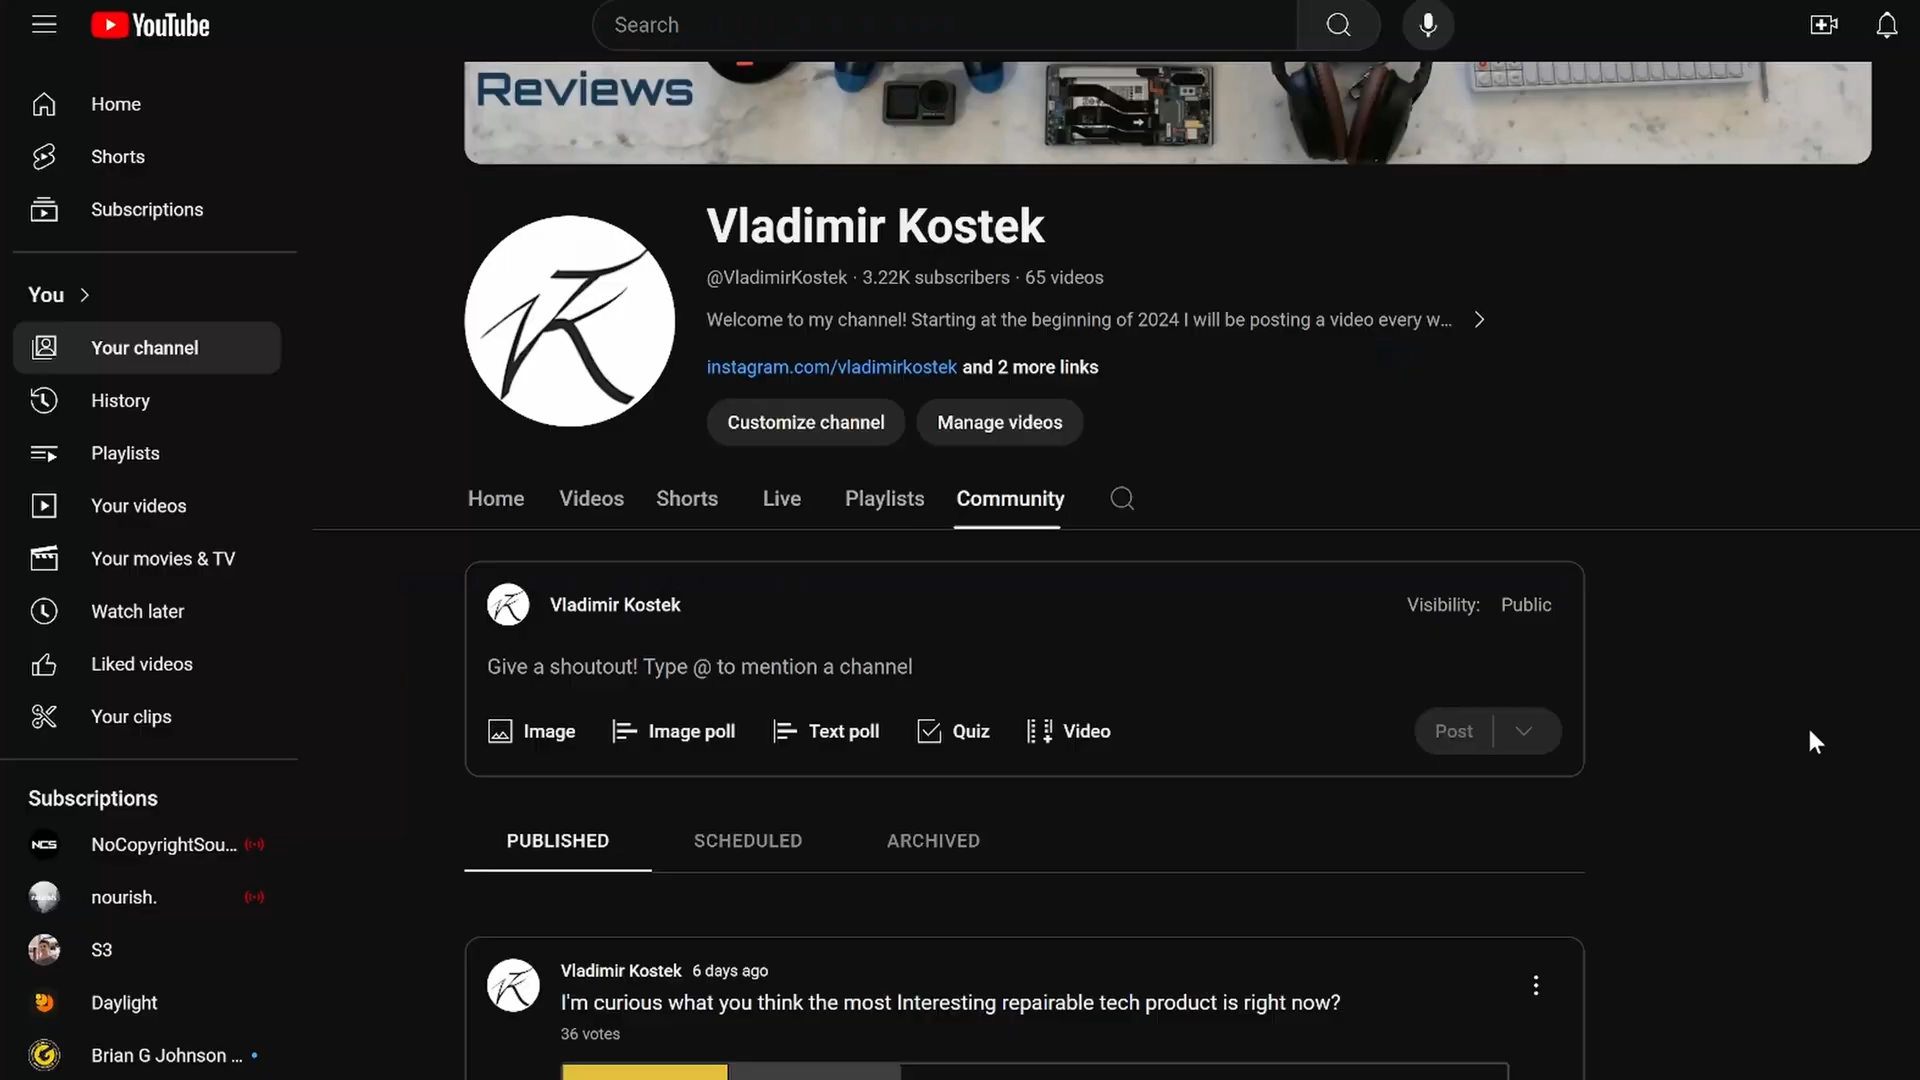 YouTube
Search
Home
Shorts
Subscriptions
You
Your channel
History
Playlists
Your videos
Your movies & TV
Watch later
Liked videos
Your clips
Subscriptions
NCS
NoCopyrightSou...
nourish.
S3
Daylight
Brian G Johnson ...
Reviews
Vladimir Kostek
@VladimirKostek · 3.22K subscribers · 65 videos
Welcome to my channel! Starting at the beginning of 2024 I will be posting a video every w...
instagram.com/vladimirkostek and 2 more links
Customize channel Manage videos
Home Videos Shorts Live Playlists Community
Vladimir Kostek Visibility: Public
Give a shoutout! Type @ to mention a channel
Image Image poll Text poll Quiz Video Post
PUBLISHED SCHEDULED ARCHIVED
Vladimir Kostek 6 days ago
I'm curious what you think the most Interesting repairable tech product is right now?
36 votes